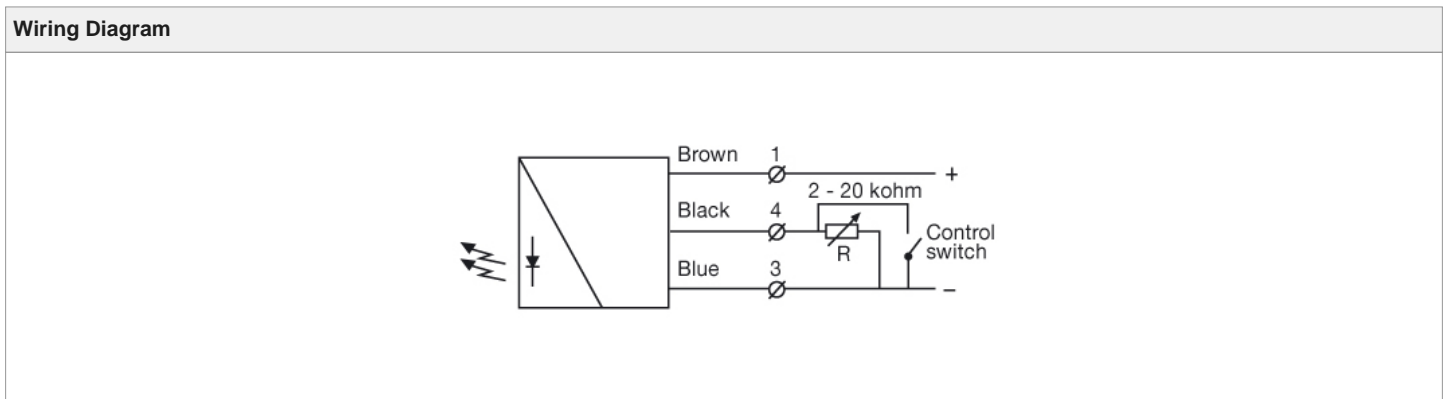 Wiring Diagram
Brown 1
+
2 - 20 kohm
Black 4
R
Control
switch
Blue 3
–